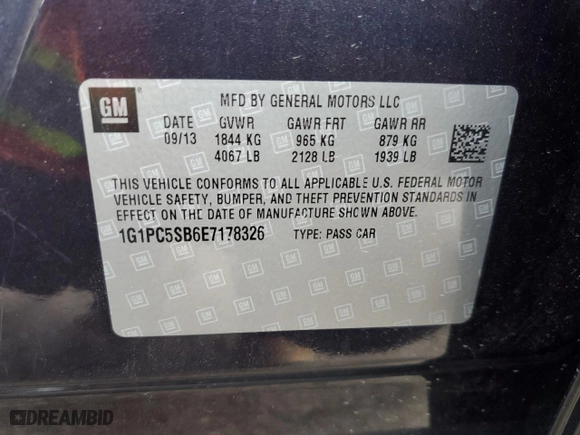 GM
MFD BY GENERAL MOTORS LLC
DATE GVWR GAWR FRT GAWR RR
09/13 1844 KG 965 KG 879 KG
4067 LB 2128 LB 1939 LB
THIS VEHICLE CONFORMS TO ALL APPLICABLE U.S. FEDERAL MOTOR
VEHICLE SAFETY, BUMPER, AND THEFT PREVENTION STANDARDS IN
EFFECT ON THE DATE OF MANUFACTURE SHOWN ABOVE.
1G1PC5SB6E7178326 TYPE: PASS CAR
DREAMBID